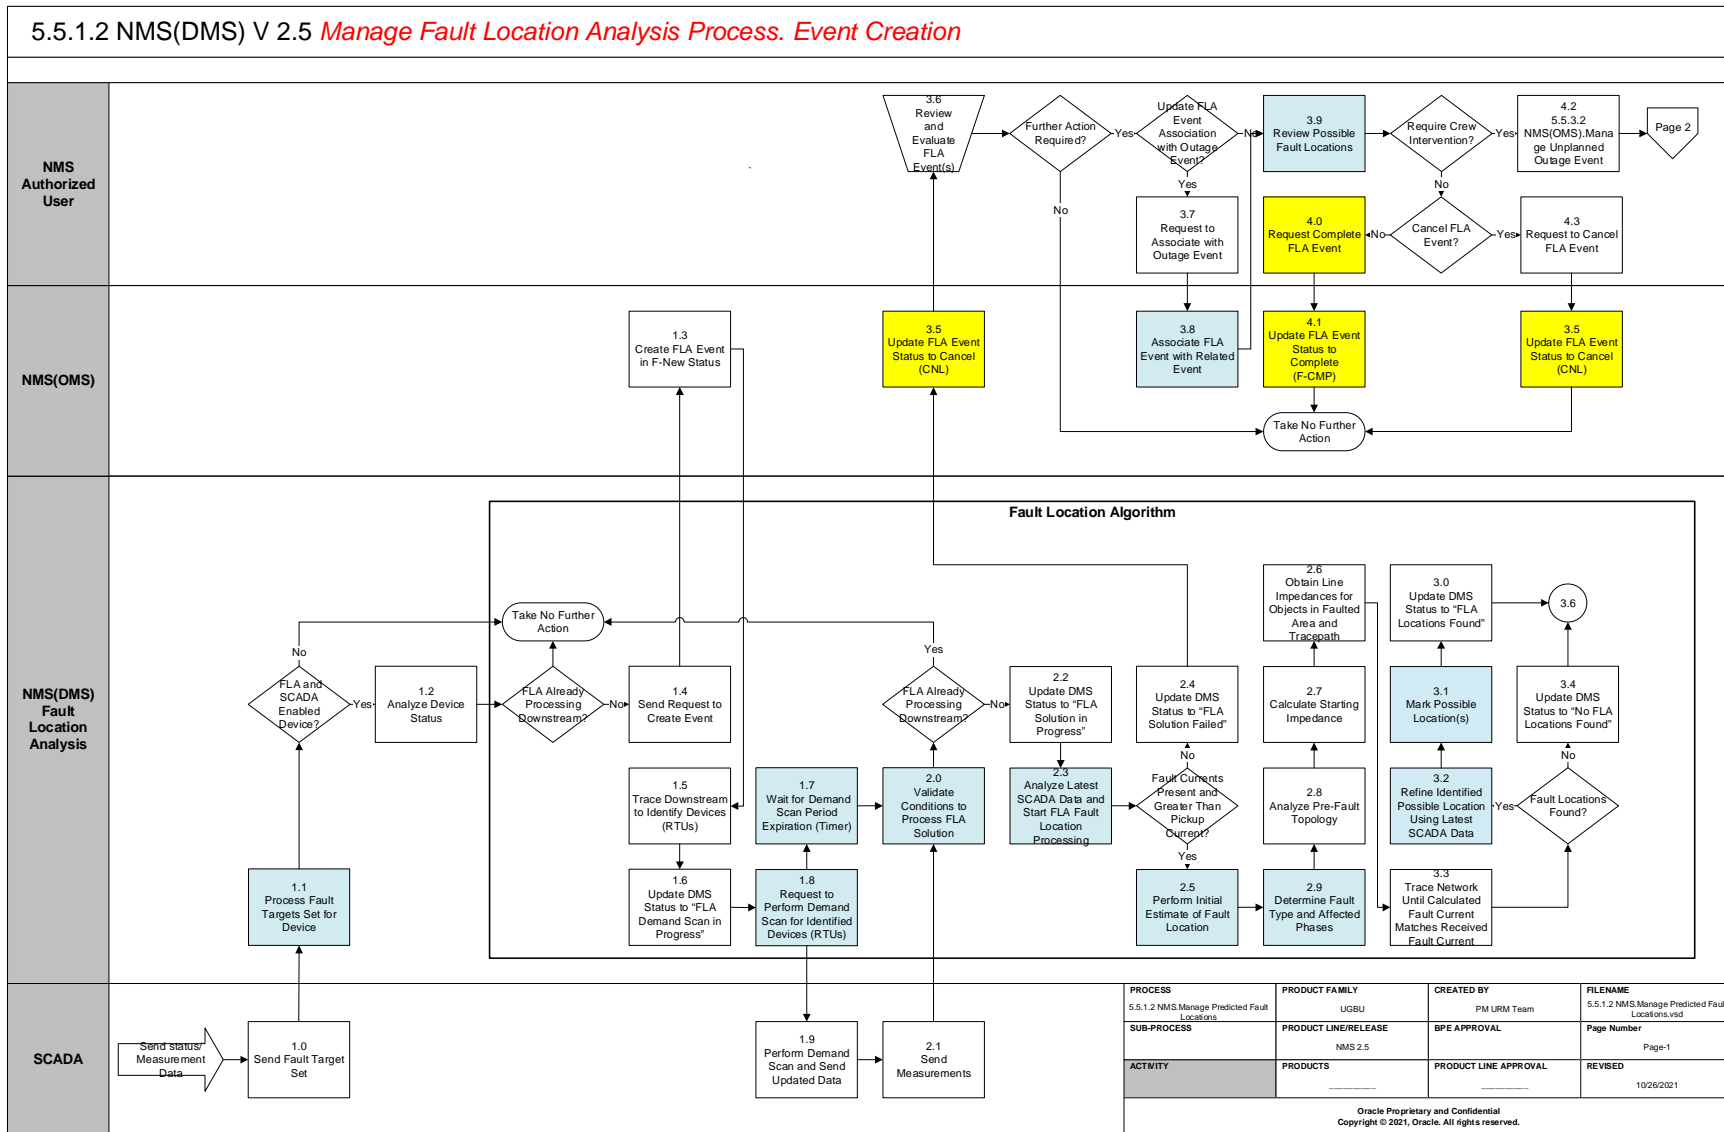 5.5.1.2 NMS(DMS) V 2.5 Manage Fault Location Analysis Process. Event Creation
NMS
Authorized
User
3.6
Review
and
Evaluate
FLA
Event(s)
Further Action
Required?
Yes
No
Update FLA
Event
Association
with Outage
Event?
No
Yes
3.9
Review Possible
Fault Locations
Require Crew
Intervention?
Yes
No
4.2
5.5.3.2
NMS(OMS).Mana
ge Unplanned
Outage Event
Page 2
3.7
Request to
Associate with
Outage Event
4.0
Request Complete
FLA Event
No
Cancel FLA
Event?
Yes
4.3
Request to Cancel
FLA Event
NMS(OMS)
1.3
Create FLA Event
in F-New Status
3.5
Update FLA Event
Status to Cancel
(CNL)
3.8
Associate FLA
Event with Related
Event
4.1
Update FLA Event
Status to
Complete
(F-CMP)
3.5
Update FLA Event
Status to Cancel
(CNL)
Take No Further
Action
NMS(DMS)
Fault
Location
Analysis
Fault Location Algorithm
Take No Further
Action
No
FLA and
SCADA
Enabled
Device?
Yes
1.2
Analyze Device
Status
FLA Already
Processing
Downstream?
No
1.4
Send Request to
Create Event
Yes
FLA Already
Processing
Downstream?
No
2.2
Update DMS
Status to “FLA
Solution in
Progress”
2.4
Update DMS
Status to “FLA
Solution Failed”
2.6
Obtain Line
Impedances for
Objects in Faulted
Area and
Tracepath
2.7
Calculate Starting
Impedance
3.0
Update DMS
Status to “FLA
Locations Found”
3.6
3.1
Mark Possible
Location(s)
3.4
Update DMS
Status to “No FLA
Locations Found”
1.5
Trace Downstream
to Identify Devices
(RTUs)
1.7
Wait for Demand
Scan Period
Expiration (Timer)
2.0
Validate
Conditions to
Process FLA
Solution
2.3
Analyze Latest
SCADA Data and
Start FLA Fault
Location
Processing
No
Fault Currents
Present and
Greater Than
Pickup
Current?
Yes
2.8
Analyze Pre-Fault
Topology
3.2
Refine Identified
Possible Location
Using Latest
SCADA Data
Yes
No
Fault Locations
Found?
1.1
Process Fault
Targets Set for
Device
1.6
Update DMS
Status to “FLA
Demand Scan in
Progress”
1.8
Request to
Perform Demand
Scan for Identified
Devices (RTUs)
2.5
Perform Initial
Estimate of Fault
Location
2.9
Determine Fault
Type and Affected
Phases
3.3
Trace Network
Until Calculated
Fault Current
Matches Received
Fault Current
SCADA
Send status/
Measurement
Data
1.0
Send Fault Target
Set
1.9
Perform Demand
Scan and Send
Updated Data
2.1
Send
Measurements
PROCESS
5.5.1.2 NMS.Manage Predicted Fault
Locations
PRODUCT FAMILY
UGBU
CREATED BY
PM URM Team
FILENAME
5.5.1.2 NMS.Manage Predicted Faul
Locations.vsd
SUB-PROCESS
PRODUCT LINE/RELEASE
NMS 2.5
BPE APPROVAL
Page Number
Page-1
ACTIVITY
PRODUCTS
____________
PRODUCT LINE APPROVAL
____________
REVISED
10/26/2021
Oracle Proprietary and Confidential
Copyright © 2021, Oracle. All rights reserved.